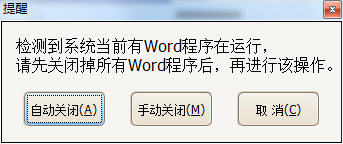 提醒
检测到系统当前有Word程序在运行，
请先关闭掉所有Word程序后，再进行该操作。
自动关闭(A) 手动关闭(M) 取 消(C)